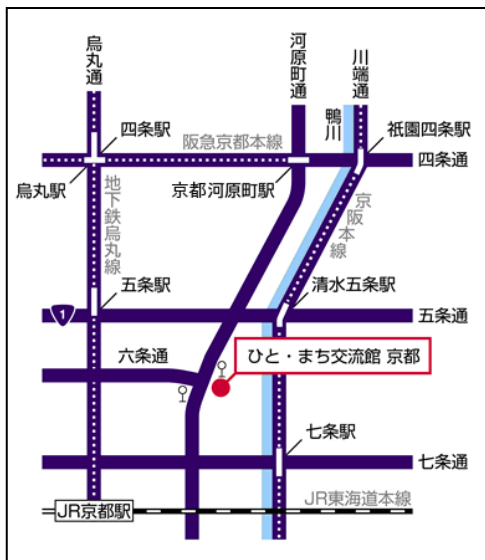 烏丸通
河原町通
川端通
鴨川
四条駅
阪急京都本線
祇園四条駅
四条通
烏丸駅
京都河原町駅
地下鉄烏丸線
京阪本線
五条駅
清水五条駅
1
五条通
六条通
ひと・まち交流館 京都
七条駅
七条通
JR京都駅
JR東海道本線